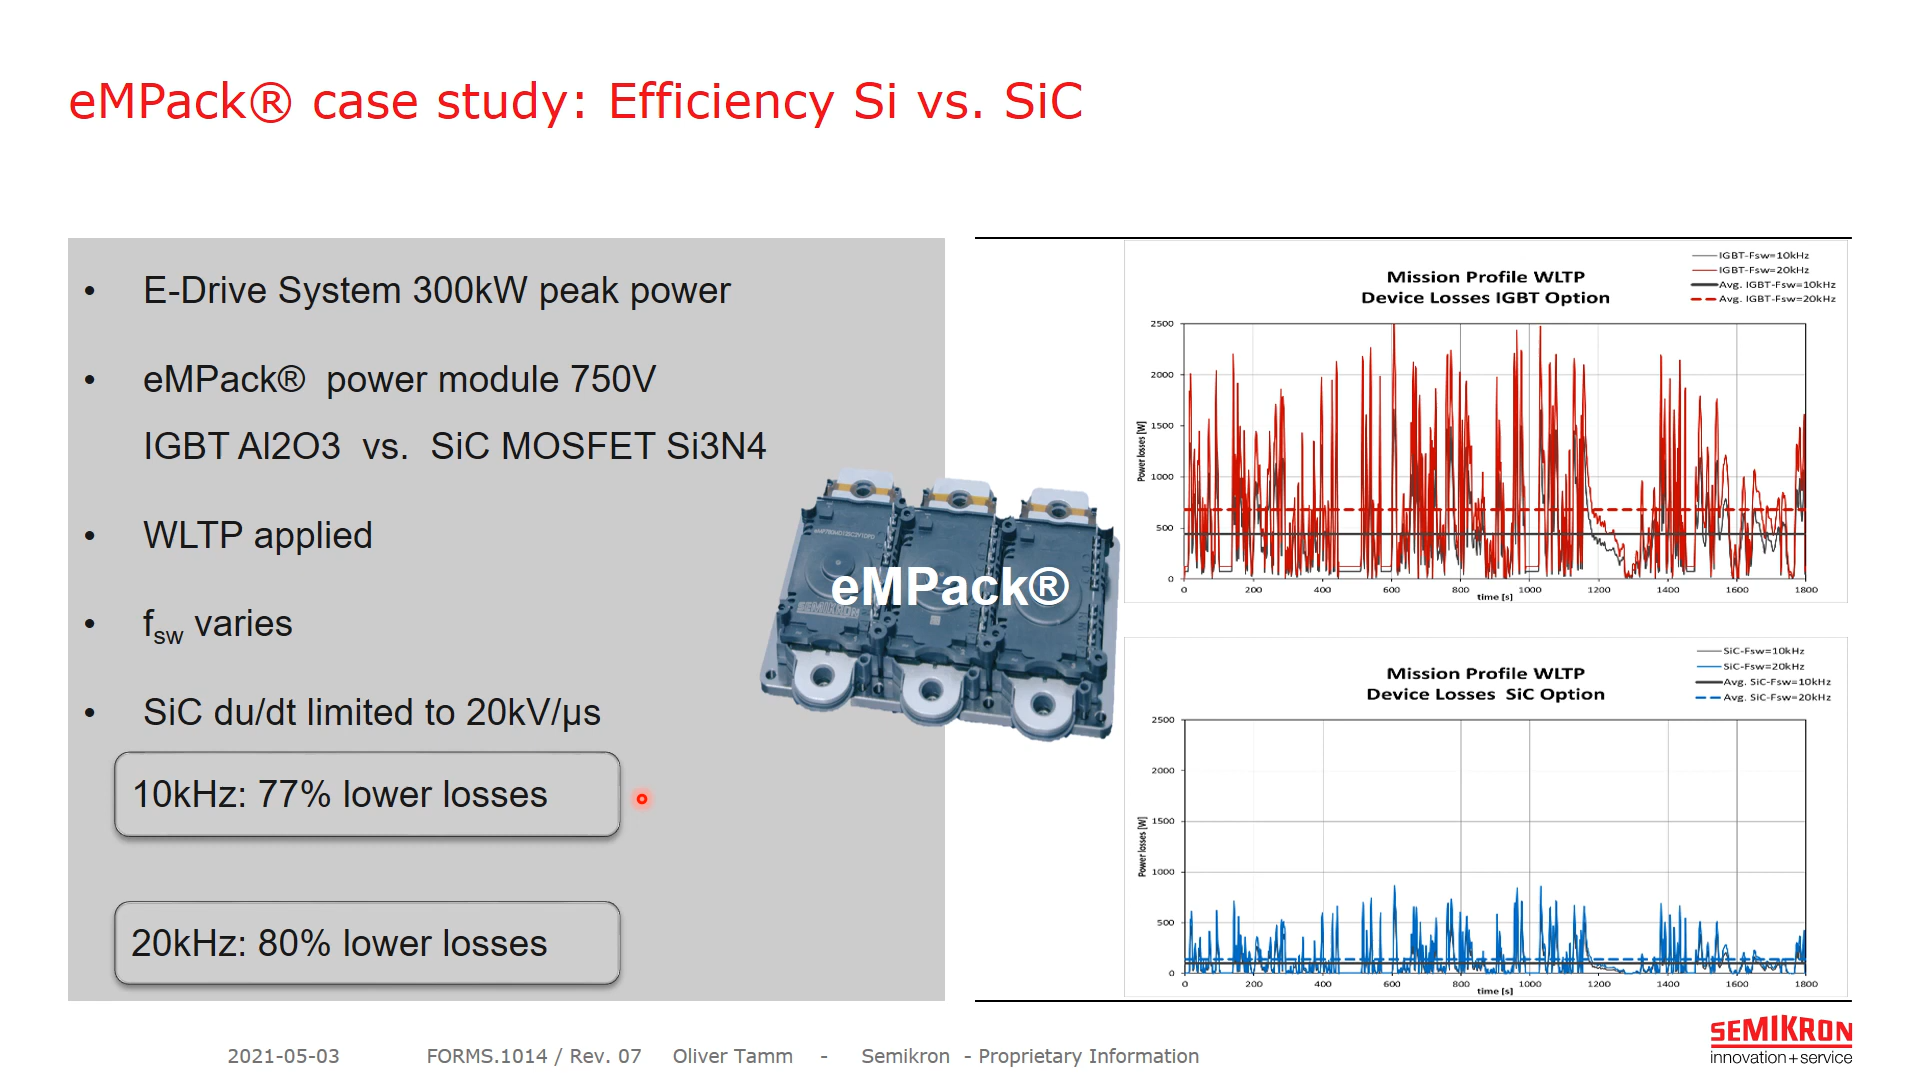 eMPack® case study: Efficiency Si vs. SiC
• E-Drive System 300kW peak power
• eMPack® power module 750V
IGBT Al2O3 vs. SiC MOSFET Si3N4
• WLTP applied
• fsw varies
• SiC du/dt limited to 20kV/µs
10kHz: 77% lower losses
20kHz: 80% lower losses
eMPack®
SEMIKRON
Mission Profile WLTP
Device Losses IGBT Option
IGBT-Fsw=10kHz
IGBT-Fsw=20kHz
Avg. IGBT-Fsw=10kHz
Avg. IGBT-Fsw=20kHz
Power losses [W]
2500
2000
1500
1000
500
0
0 200 400 600 800 1000 1200 1400 1600 1800
time [s]
Mission Profile WLTP
Device Losses SiC Option
SiC-Fsw=10kHz
SiC-Fsw=20kHz
Avg. SiC-Fsw=10kHz
Avg. SiC-Fsw=20kHz
Power losses [W]
2500
2000
1500
1000
500
0
0 200 400 600 800 1000 1200 1400 1600 1800
time [s]
2021-05-03 FORMS.1014 / Rev. 07 Oliver Tamm - Semikron - Proprietary Information
SEMIKRON
innovation+service